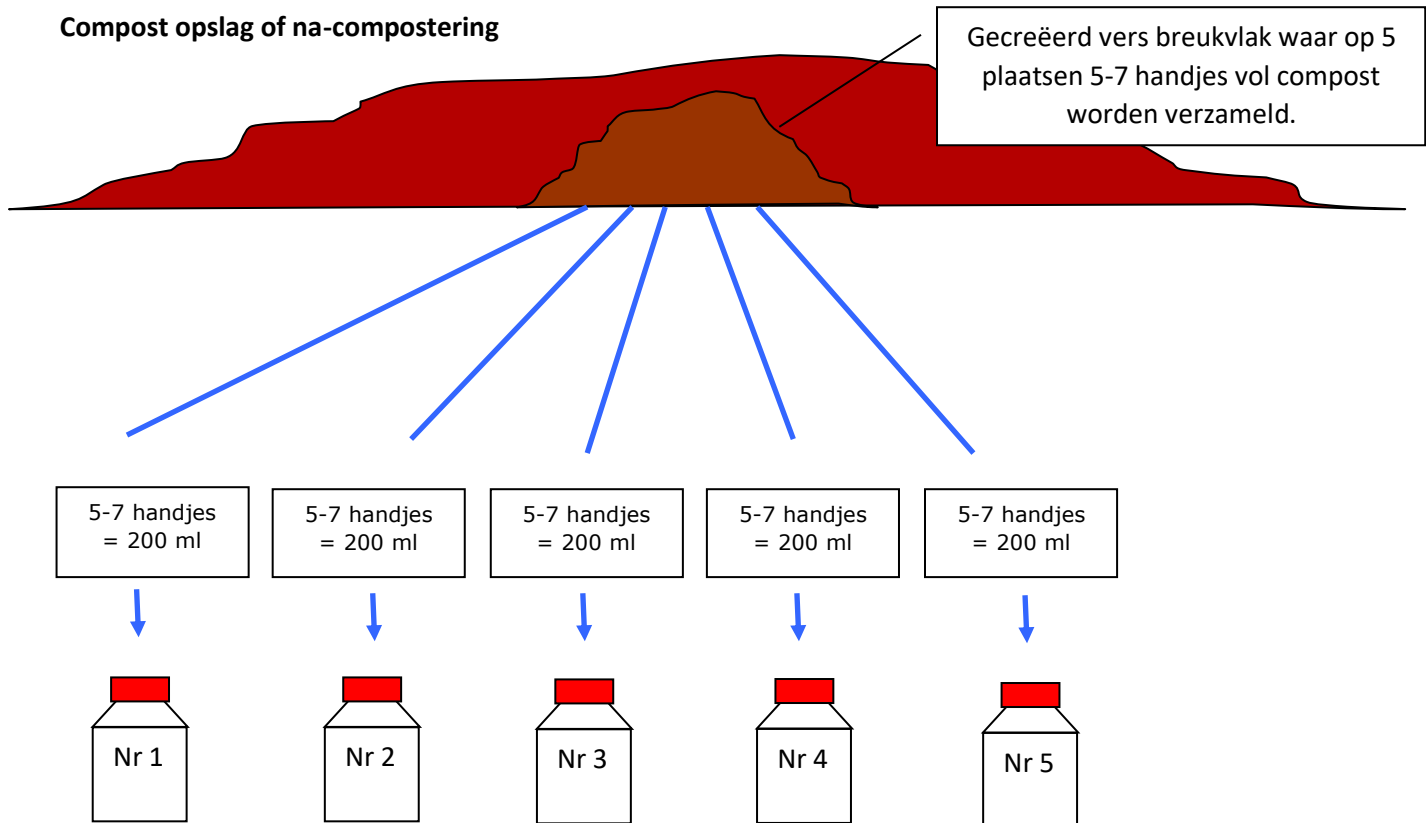 Compost opslag of na-compostering
Gecreëerd vers breukvlak waar op 5
plaatsen 5-7 handjes vol compost
worden verzameld.
5-7 handjes
= 200 ml
5-7 handjes
= 200 ml
5-7 handjes
= 200 ml
5-7 handjes
= 200 ml
5-7 handjes
= 200 ml
Nr 1
Nr 2
Nr 3
Nr 4
Nr 5